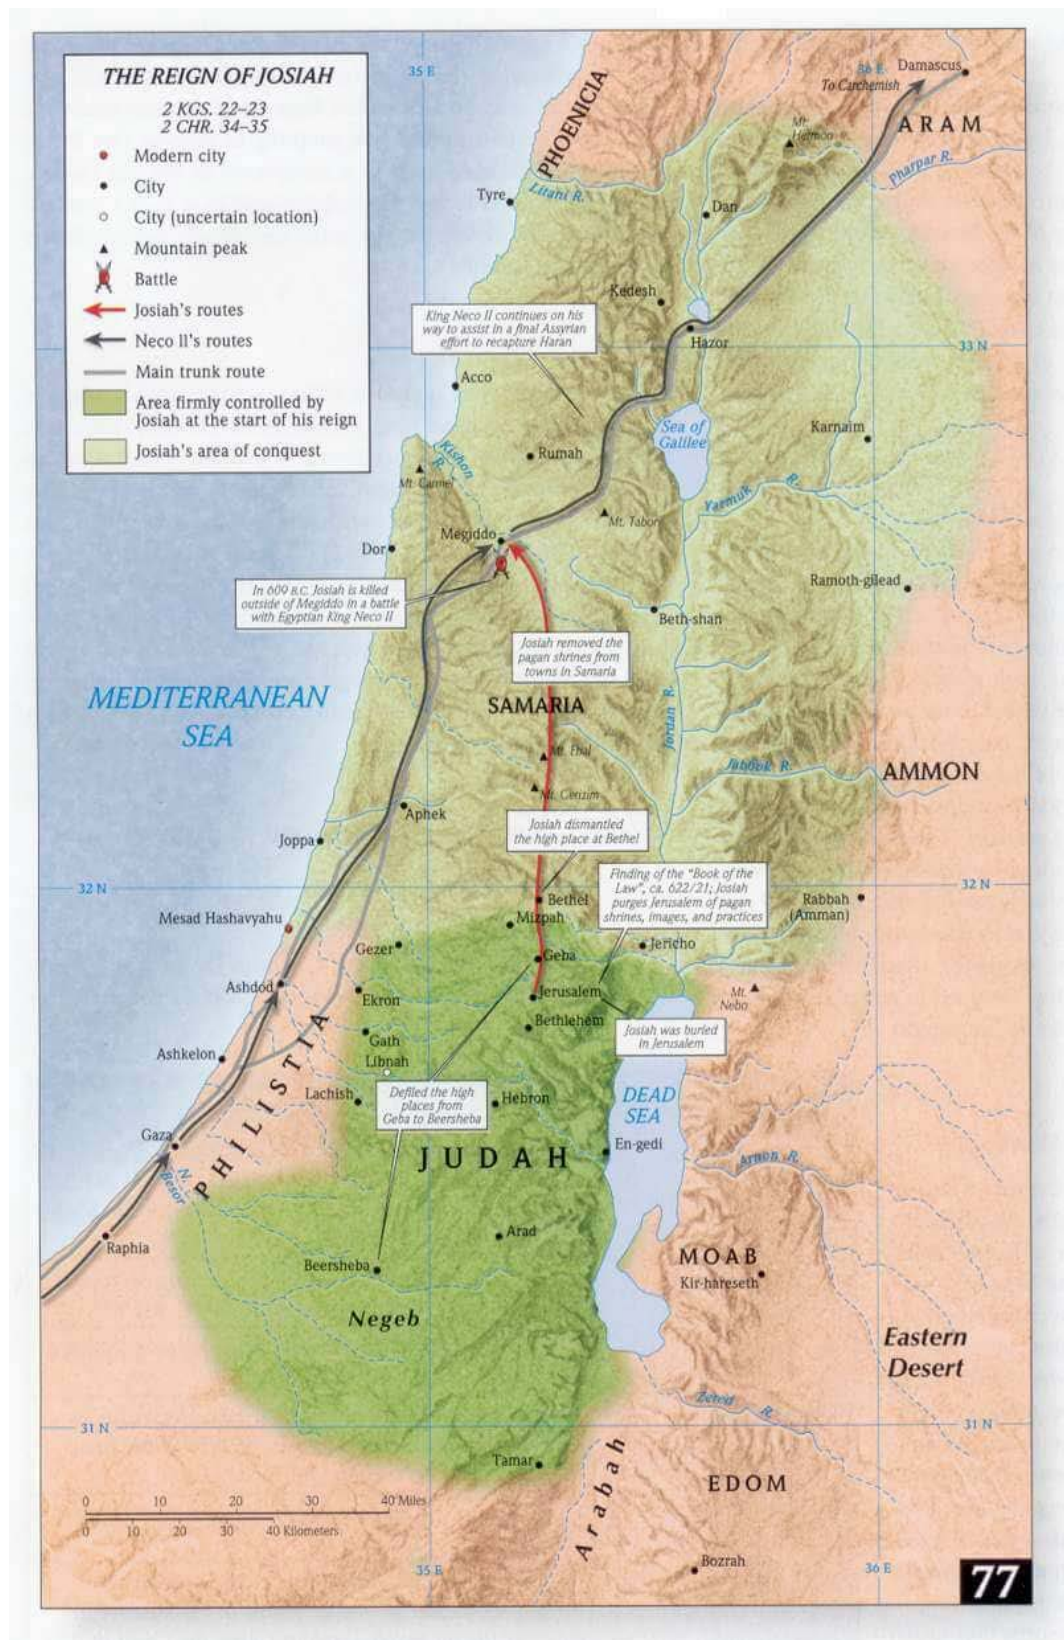 THE REIGN OF JOSIAH
2 KGS. 22–23
2 CHR. 34–35
Modern city
City
City (uncertain location)
Mountain peak
Battle
Josiah's routes
Neco II's routes
Main trunk route
Area firmly controlled by
Josiah at the start of his reign
Josiah's area of conquest
35 E
36 E
Damascus
To Carchemish
PHOENICIA
Mt.
Hermon
ARAM
Pharpar R.
Litani R.
Tyre
Dan
Kedesh
King Neco II continues on his
way to assist in a final Assyrian
effort to recapture Haran
Hazor
33 N
Acco
Sea of
Galilee
Karnaim
Kishon
R.
Rumah
Mt. Carmel
Yarmuk R.
Mt. Tabor
Megiddo
Dor
Ramoth-gilead
In 609 B.C. Josiah is killed
outside of Megiddo in a battle
with Egyptian King Neco II
Beth-shan
Josiah removed the
pagan shrines from
towns in Samaria
MEDITERRANEAN
SEA
SAMARIA
Jordan R.
Mt. Ebal
Jabbok R.
AMMON
Mt. Gerizim
Aphek
Josiah dismantled
the high place at Bethel
Joppa
Finding of the "Book of the
Law", ca. 622/21; Josiah
purges Jerusalem of pagan
shrines, images, and practices
32 N
32 N
Bethel
Rabbah
(Amman)
Mesad Hashavyahu
Mizpah
Gezer
Geba
Jericho
Ashdod
Ekron
Jerusalem
Mt.
Nebo
Bethlehem
Josiah was buried
in Jerusalem
Gath
Ashkelon
Libnah
PHILISTIA
Lachish
Defiled the high
places from
Geba to Beersheba
Hebron
DEAD
SEA
Gaza
JUDAH
En-gedi
Arnon R.
N.
Besor
Raphia
Arad
MOAB
Beersheba
Kir-hareseth
Negeb
Eastern
Desert
Zered R.
31 N
31 N
Tamar
Arabah
EDOM
0 10 20 30 40 Miles
0 10 20 30 40 Kilometers
Bozrah
35 E
36 E
77